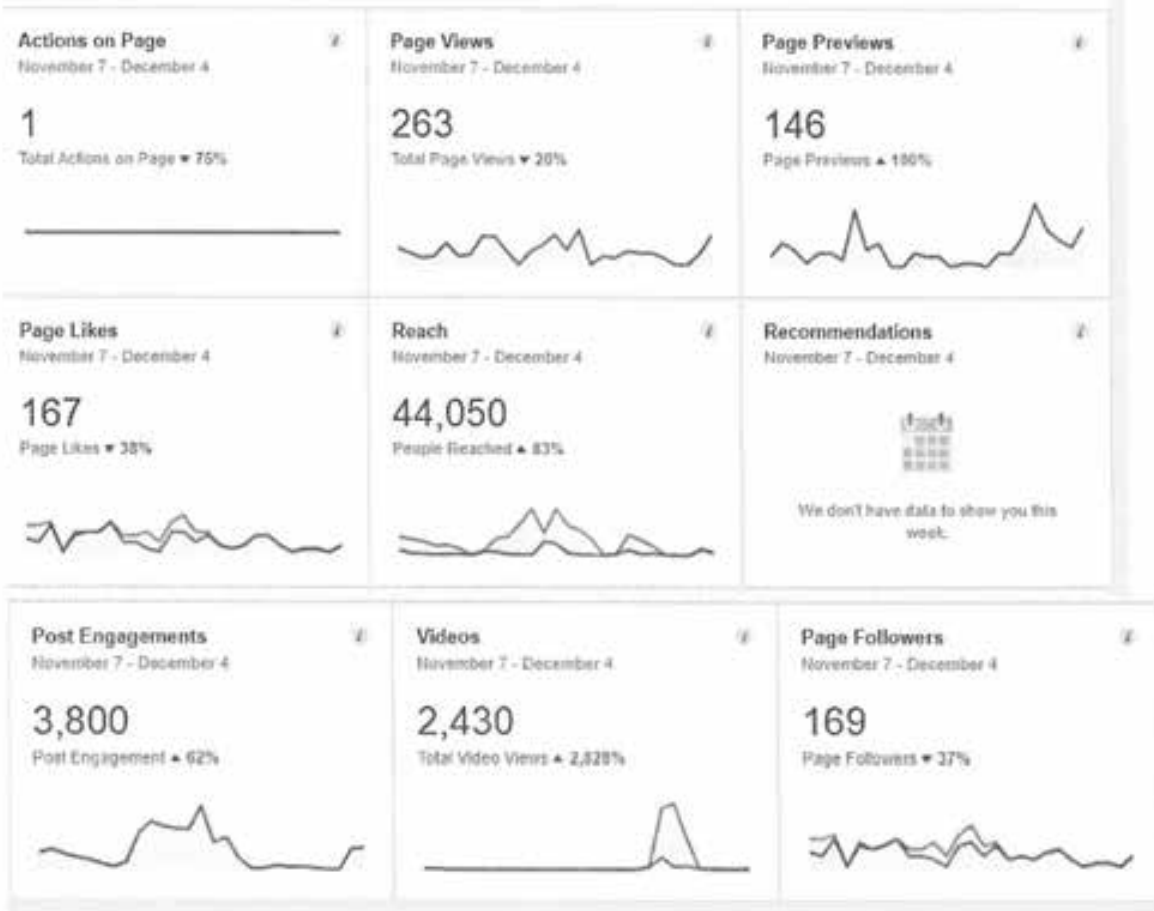 Actions on Page
November 7 - December 4
1
Total Actions on Page ▼ 75%
Page Views
November 7 - December 4
263
Total Page Views ▼ 20%
Page Previews
November 7 - December 4
146
Page Previews ▲
Page Likes
November 7 - December 4
167
Page Likes ▼ 38%
Reach
November 7 - December 4
44,050
People Reached ▲ 83%
Recommendations
November 7 - December 4
We don't have data to show you this
week.
Post Engagements
November 7 - December 4
3,800
Post Engagement ▲ 62%
Videos
November 7 - December 4
2,430
Total Video Views ▲
Page Followers
November 7 - December 4
169
Page Followers ▼ 37%